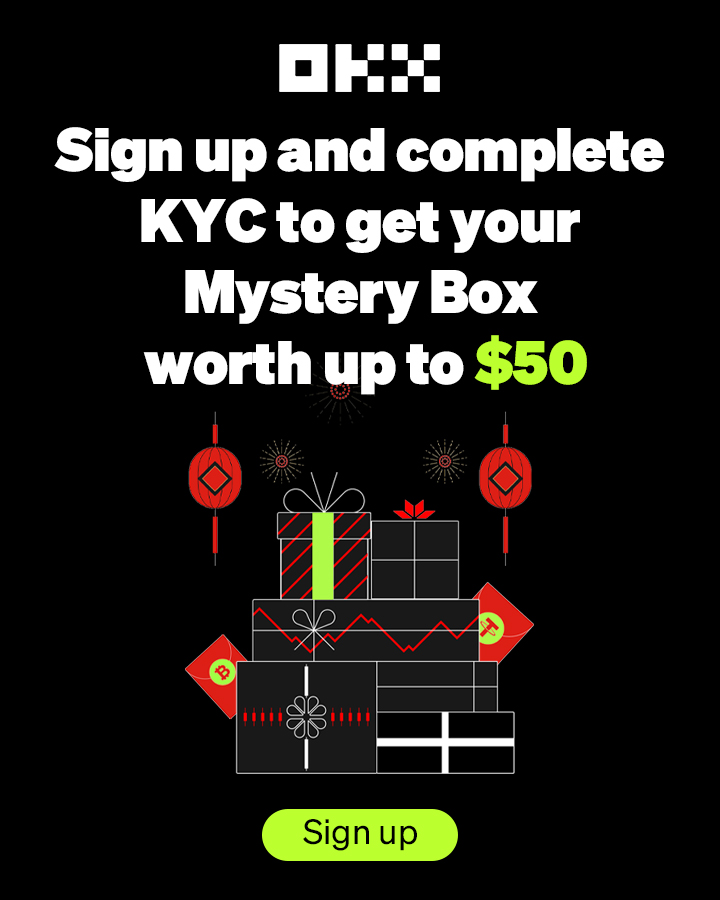 OKX
Sign up and complete
KYC to get your
Mystery Box
worth up to $50
Sign up